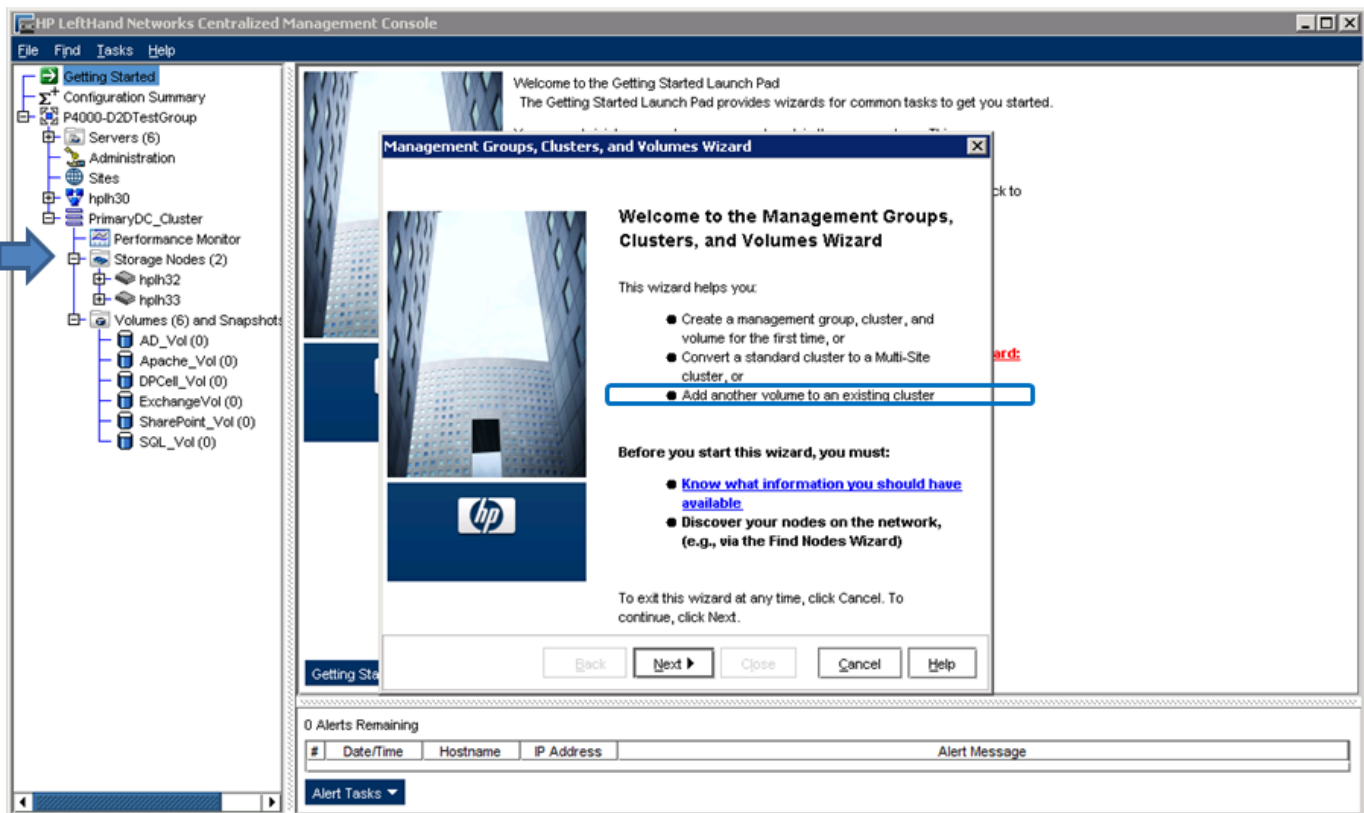 HP LeftHand Networks Centralized Management Console
File Find Tasks Help
Getting Started
Configuration Summary
P4000-D2DTestGroup
Servers (6)
Administration
Sites
hplh30
PrimaryDC_Cluster
Performance Monitor
Storage Nodes (2)
hplh32
hplh33
Volumes (6) and Snapshots
AD_Vol (0)
Apache_Vol (0)
DPCell_Vol (0)
ExchangeVol (0)
SharePoint_Vol (0)
SQL_Vol (0)
Welcome to the Getting Started Launch Pad
The Getting Started Launch Pad provides wizards for common tasks to get you started.
ck to
ard:
Management Groups, Clusters, and Volumes Wizard
Welcome to the Management Groups,
Clusters, and Volumes Wizard
This wizard helps you:
Create a management group, cluster, and
volume for the first time, or
Convert a standard cluster to a Multi-Site
cluster, or
Add another volume to an existing cluster
Before you start this wizard, you must:
Know what information you should have
available
Discover your nodes on the network,
(e.g., via the Find Nodes Wizard)
hp
To exit this wizard at any time, click Cancel. To
continue, click Next.
Back Next Close Cancel Help
Getting Sta
0 Alerts Remaining
# Date/Time Hostname IP Address Alert Message
Alert Tasks